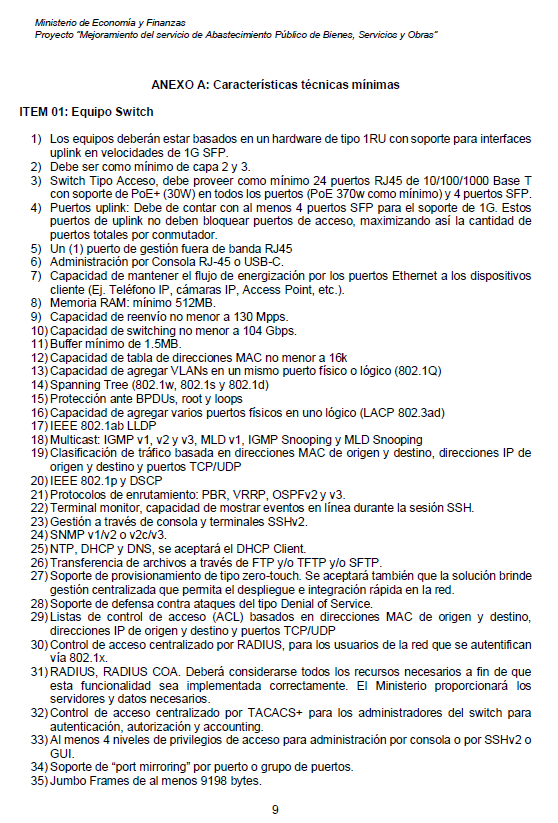 Ministerio de Economía y Finanzas
Proyecto "Mejoramiento del servicio de Abastecimiento Público de Bienes, Servicios y Obras"
ANEXO A: Características técnicas mínimas
ITEM 01: Equipo Switch
1) Los equipos deberán estar basados en un hardware de tipo 1RU con soporte para interfaces
uplink en velocidades de 1G SFP.
2) Debe ser como mínimo de capa 2 y 3.
3) Switch Tipo Acceso, debe proveer como mínimo 24 puertos RJ45 de 10/100/1000 Base T
con soporte de PoE+ (30W) en todos los puertos (PoE 370w como mínimo) y 4 puertos SFP.
4) Puertos uplink: Debe de contar con al menos 4 puertos SFP para el soporte de 1G. Estos
puertos de uplink no deben bloquear puertos de acceso, maximizando así la cantidad de
puertos totales por conmutador.
5) Un (1) puerto de gestión fuera de banda RJ45
6) Administración por Consola RJ-45 o USB-C.
7) Capacidad de mantener el flujo de energización por los puertos Ethernet a los dispositivos
cliente (Ej. Teléfono IP, cámaras IP, Access Point, etc.).
8) Memoria RAM: mínimo 512MB.
9) Capacidad de reenvío no menor a 130 Mpps.
10) Capacidad de switching no menor a 104 Gbps.
11) Buffer mínimo de 1.5MB.
12) Capacidad de tabla de direcciones MAC no menor a 16k
13) Capacidad de agregar VLANs en un mismo puerto físico o lógico (802.1Q)
14) Spanning Tree (802.1w, 802.1s y 802.1d)
15) Protección ante BPDUs, root y loops
16) Capacidad de agregar varios puertos físicos en uno lógico (LACP 802.3ad)
17) IEEE 802.1ab LLDP
18) Multicast: IGMP v1, v2 y v3, MLD v1, IGMP Snooping y MLD Snooping
19) Clasificación de tráfico basada en direcciones MAC de origen y destino, direcciones IP de
origen y destino y puertos TCP/UDP
20) IEEE 802.1p y DSCP
21) Protocolos de enrutamiento: PBR, VRRP, OSPFv2 y v3.
22) Terminal monitor, capacidad de mostrar eventos en línea durante la sesión SSH.
23) Gestión a través de consola y terminales SSHv2.
24) SNMP v1/v2 o v2c/v3.
25) NTP, DHCP y DNS, se aceptará el DHCP Client.
26) Transferencia de archivos a través de FTP y/o TFTP y/o SFTP.
27) Soporte de provisionamiento de tipo zero-touch. Se aceptará también que la solución brinde
gestión centralizada que permita el despliegue e integración rápida en la red.
28) Soporte de defensa contra ataques del tipo Denial of Service.
29) Listas de control de acceso (ACL) basados en direcciones MAC de origen y destino,
direcciones IP de origen y destino y puertos TCP/UDP
30) Control de acceso centralizado por RADIUS, para los usuarios de la red que se autentifican
vía 802.1x.
31) RADIUS, RADIUS COA. Deberá considerarse todos los recursos necesarios a fin de que
esta funcionalidad sea implementada correctamente. El Ministerio proporcionará los
servidores y datos necesarios.
32) Control de acceso centralizado por TACACS+ para los administradores del switch para
autenticación, autorización y accounting.
33) Al menos 4 niveles de privilegios de acceso para administración por consola o por SSHv2 o
GUI.
34) Soporte de "port mirroring" por puerto o grupo de puertos.
35) Jumbo Frames de al menos 9198 bytes.
9